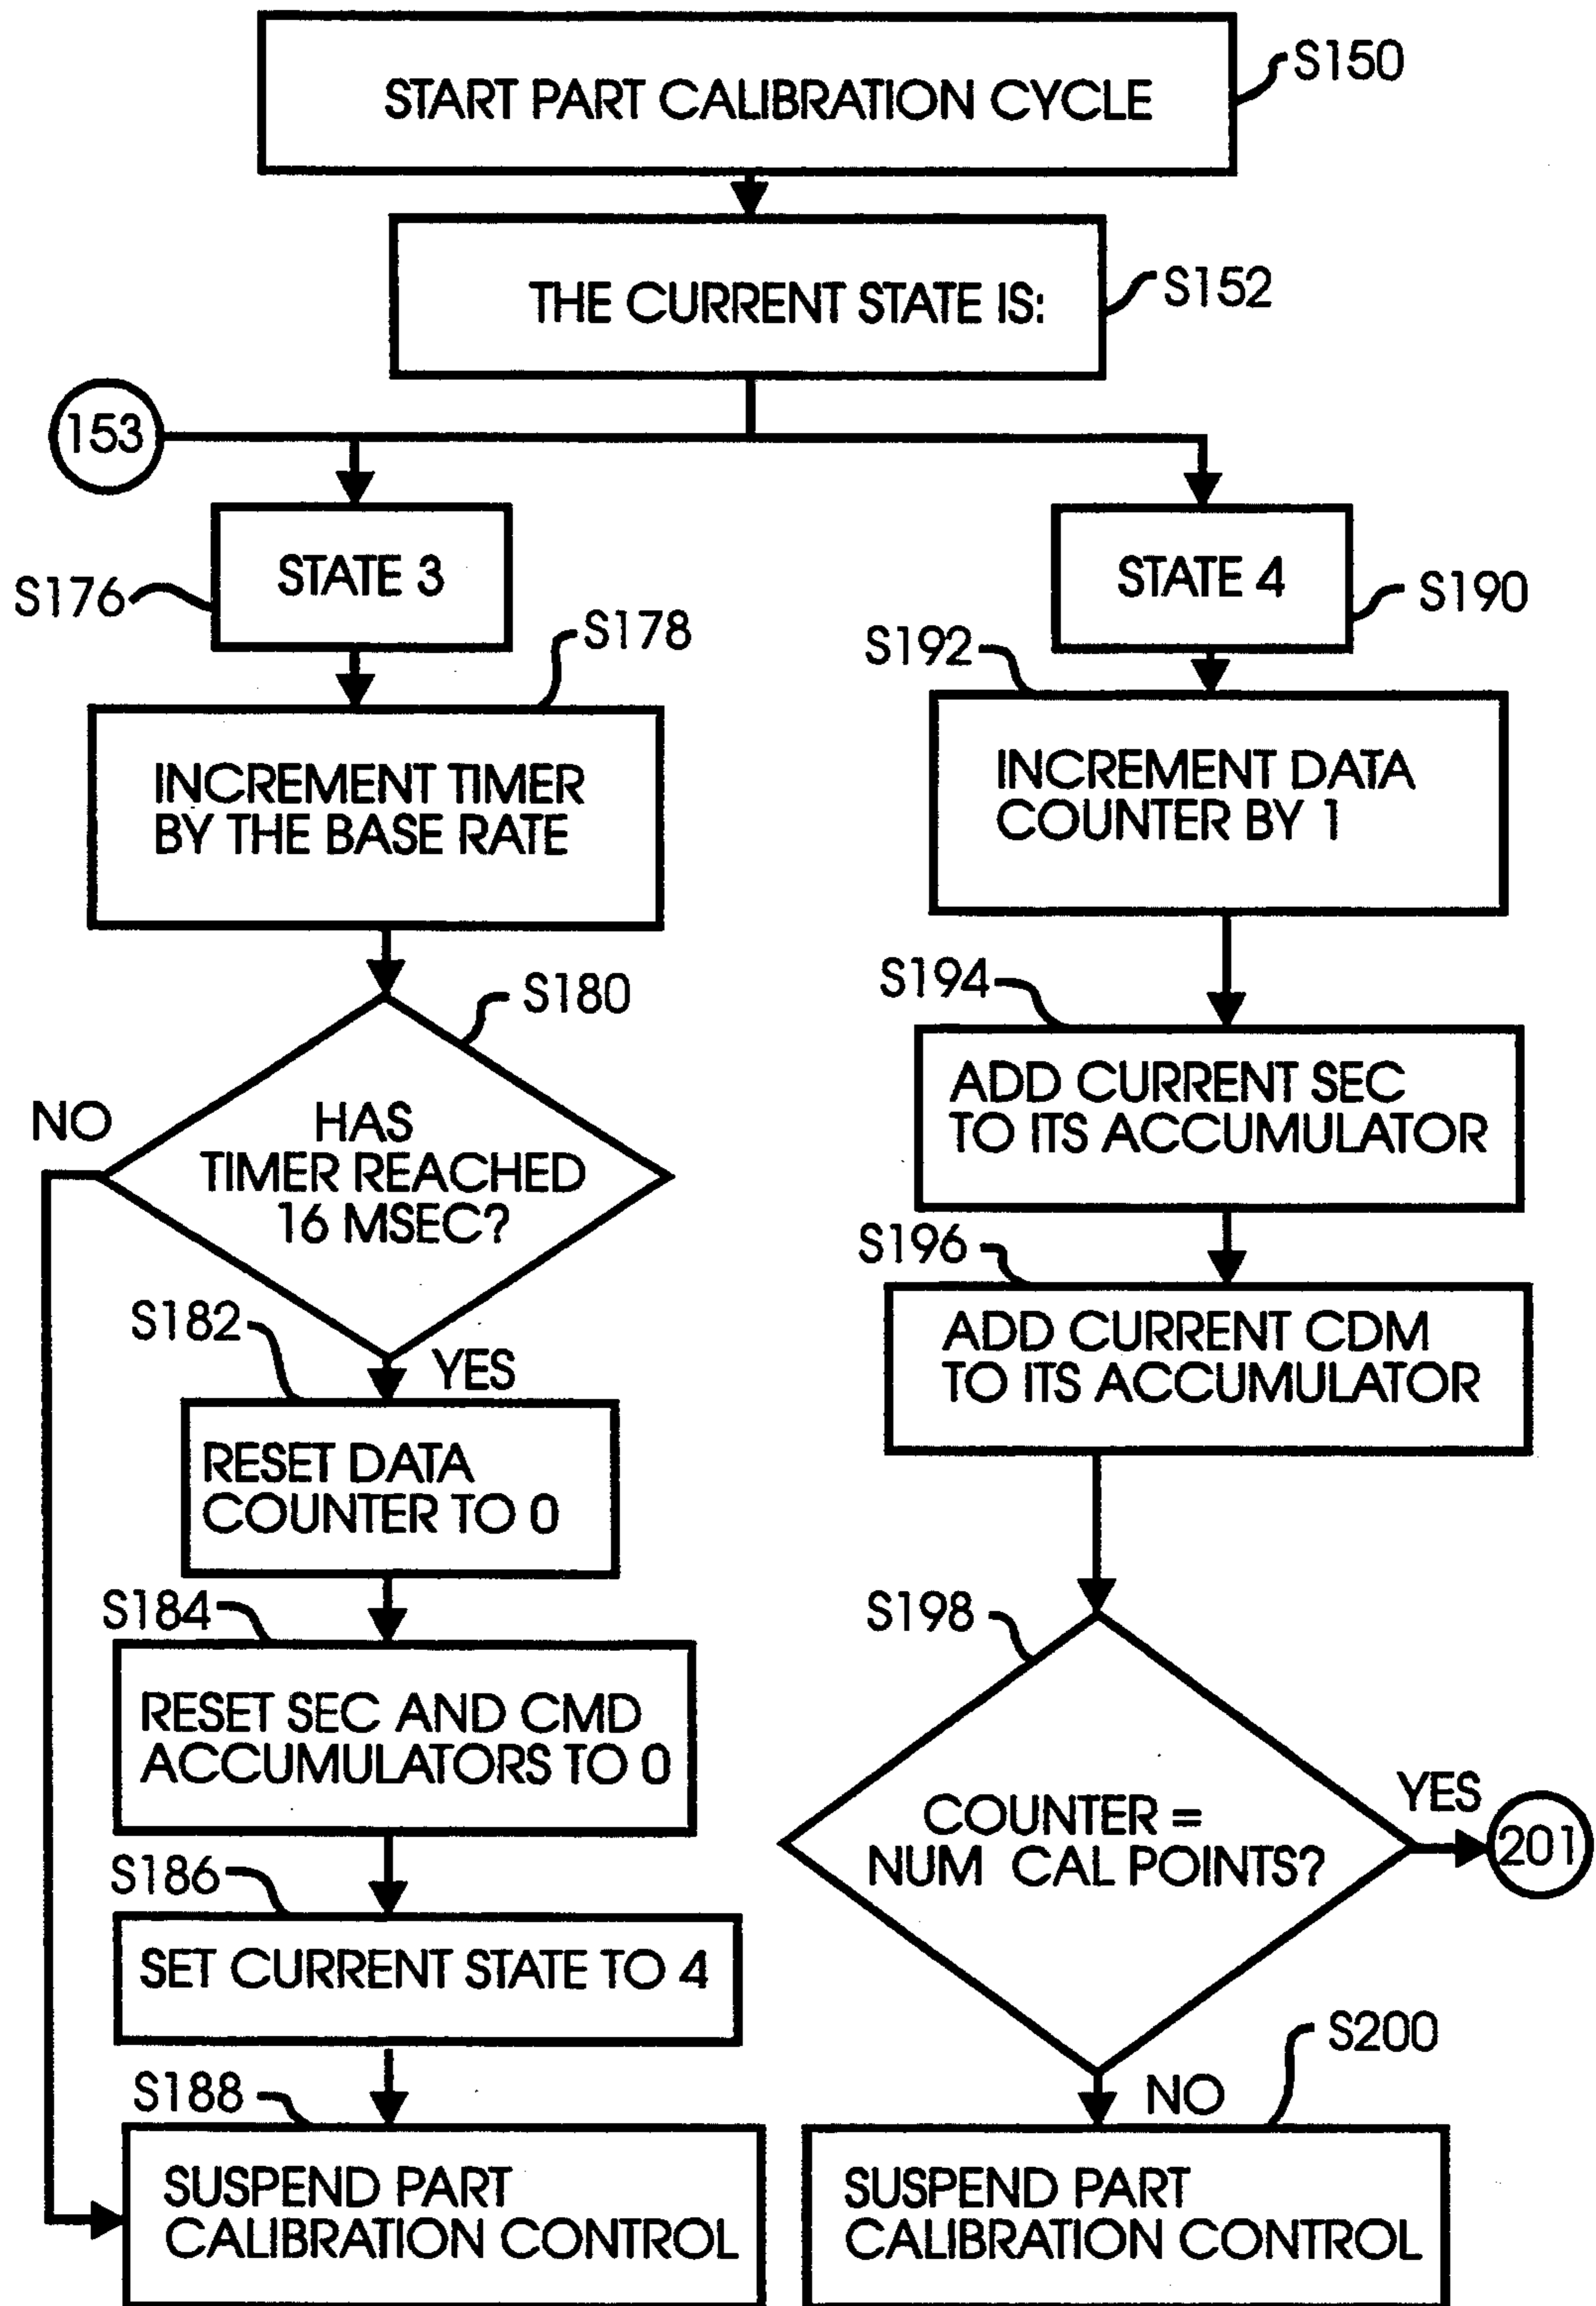 START PART CALIBRATION CYCLE
S150
THE CURRENT STATE IS:
S152
153
STATE 3
S176
S178
INCREMENT TIMER
BY THE BASE RATE
S180
NO
HAS
TIMER REACHED
16 MSEC?
S182
YES
RESET DATA
COUNTER TO 0
S184
RESET SEC AND CMD
ACCUMULATORS TO 0
S186
SET CURRENT STATE TO 4
S188
SUSPEND PART
CALIBRATION CONTROL
STATE 4
S190
S192
INCREMENT DATA
COUNTER BY 1
S194
ADD CURRENT SEC
TO ITS ACCUMULATOR
S196
ADD CURRENT CDM
TO ITS ACCUMULATOR
S198
COUNTER =
NUM CAL POINTS?
YES
201
NO
S200
SUSPEND PART
CALIBRATION CONTROL